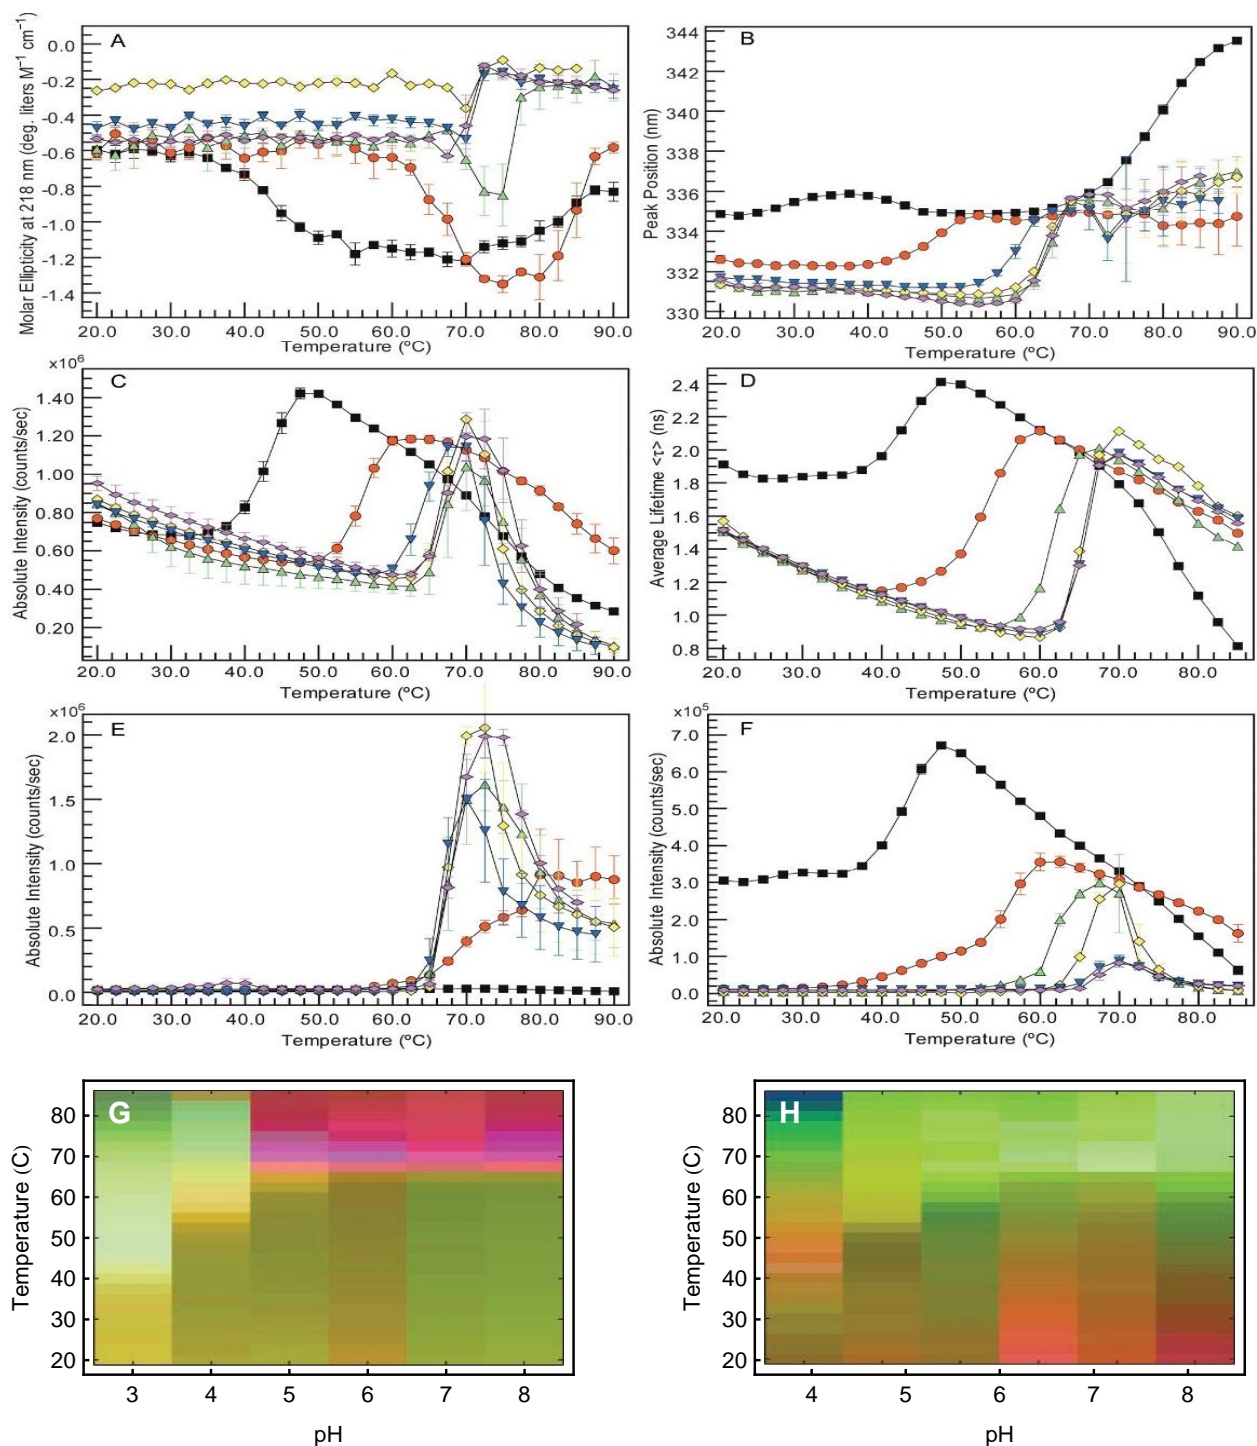 A
Molar Ellipticity at 218 nm (deg. liters M⁻¹ cm⁻¹)
0.0
-0.2
-0.4
-0.6
-0.8
-1.0
-1.2
-1.4
20.0 30.0 40.0 50.0 60.0 70.0 80.0 90.0
Temperature (ºC)
B
Peak Position (nm)
344
342
340
338
336
334
332
330
20.0 30.0 40.0 50.0 60.0 70.0 80.0 90.0
Temperature (ºC)
C
×10⁶
Absolute Intensity (counts/sec)
1.40
1.20
1.00
0.80
0.60
0.40
0.20
20.0 30.0 40.0 50.0 60.0 70.0 80.0 90.0
Temperature (ºC)
D
Average Lifetime <τ> (ns)
2.4
2.2
2.0
1.8
1.6
1.4
1.2
1.0
0.8
20.0 30.0 40.0 50.0 60.0 70.0 80.0
Temperature (ºC)
E
×10⁶
Absolute Intensity (counts/sec)
2.0
1.5
1.0
0.5
0.0
20.0 30.0 40.0 50.0 60.0 70.0 80.0 90.0
Temperature (ºC)
F
×10⁵
Absolute Intensity (counts/sec)
7.0
6.0
5.0
4.0
3.0
2.0
1.0
0.0
20.0 30.0 40.0 50.0 60.0 70.0 80.0
Temperature (ºC)
G
Temperature (C)
80
70
60
50
40
30
20
3 4 5 6 7 8
pH
H
Temperature (C)
80
70
60
50
40
30
20
4 5 6 7 8
pH